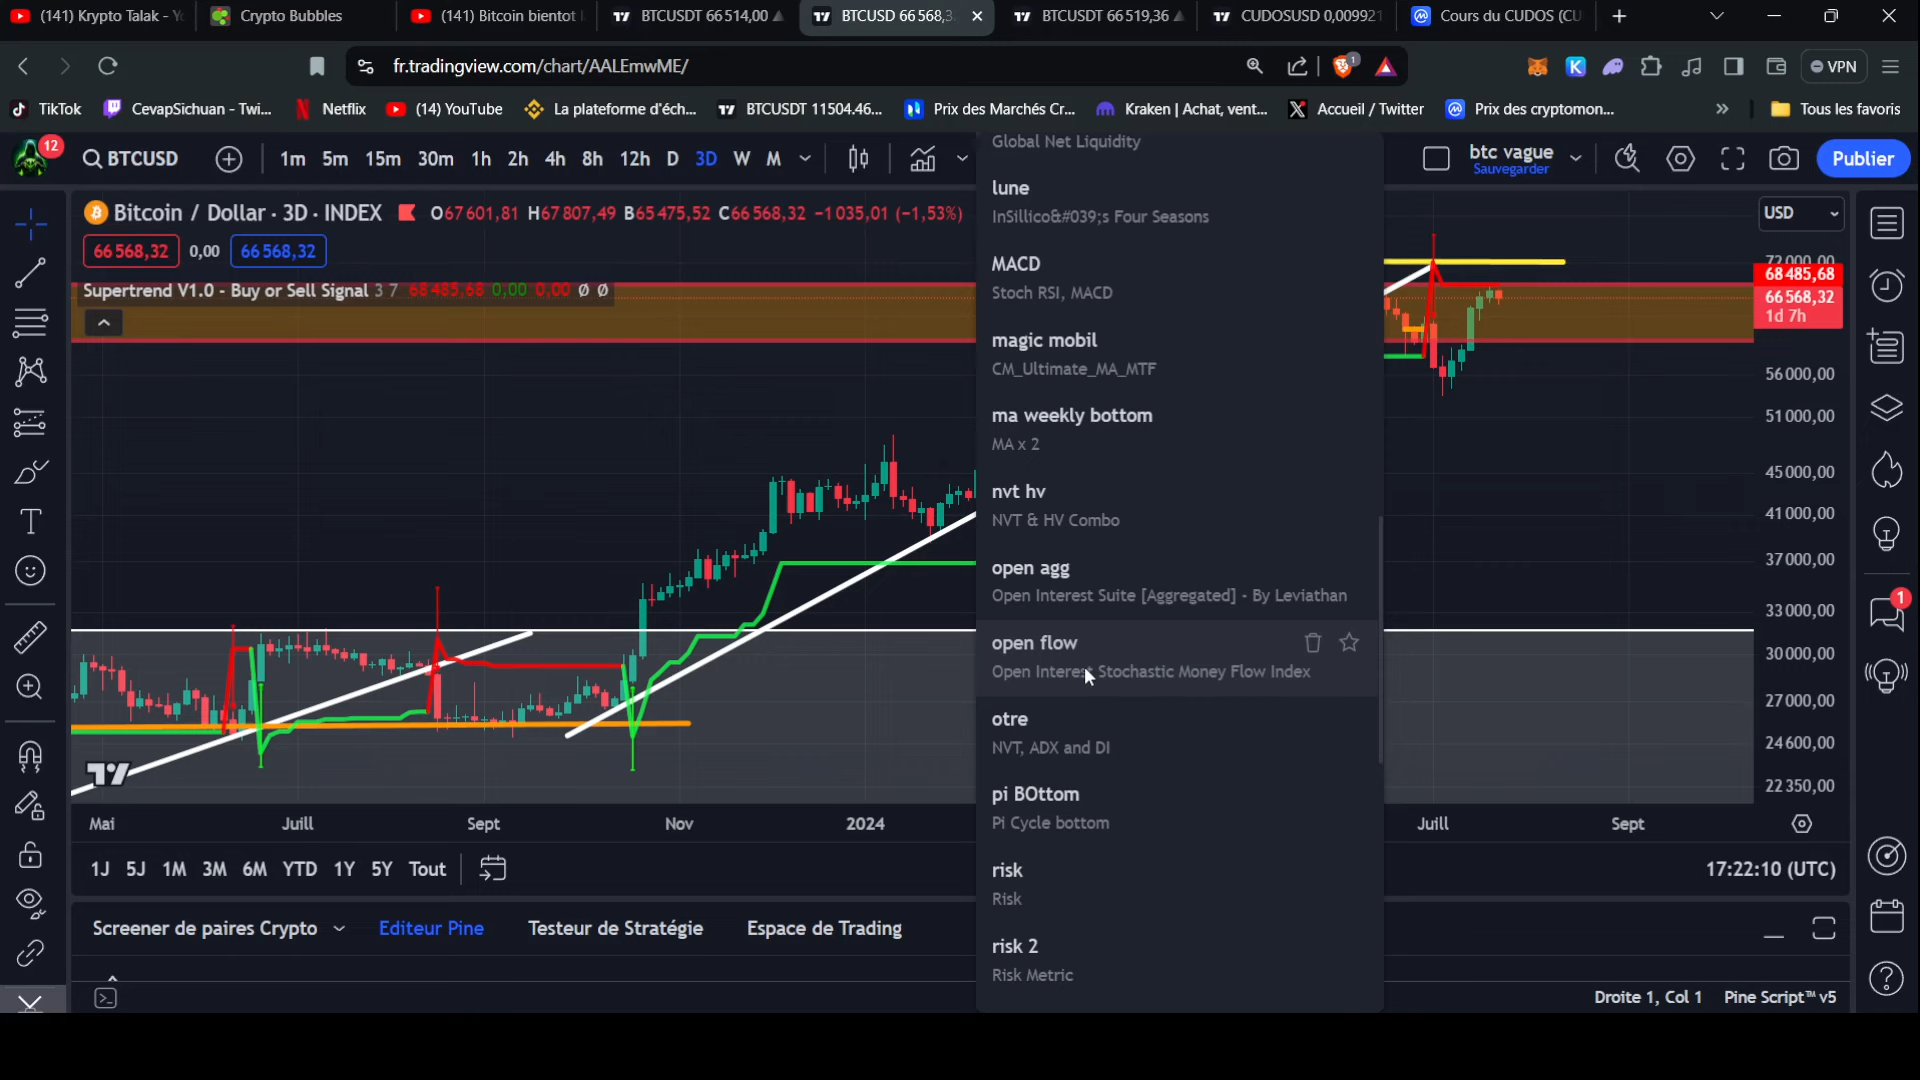 (141) Krypto Talak - Y
Crypto Bubbles
(141) Bitcoin bientot
BTCUSDT 66 514,00
BTCUSD 66 568,3
BTCUSDT 66 519,36
CUDOSUSD 0,009921
Cours du CUDOS (CU
fr.tradingview.com/chart/AALEmwME/
1
VPN
TikTok
CevapSichuan - Twi...
Netflix
(14) YouTube
La plateforme d'éch...
BTCUSDT 11504.46...
Prix des Marchés Cr...
Kraken | Achat, vent...
Accueil / Twitter
Prix des cryptomon...
Tous les favoris
12
BTCUSD
1m 5m 15m 30m 1h 2h 4h 8h 12h D 3D W M
btc vague
Sauvegarder
Publier
Bitcoin / Dollar · 3D · INDEX
O67 601,81 H67 807,49 B65 475,52 C66 568,32 −1 035,01 (−1,53%)
66 568,32
0,00
66 568,32
Supertrend V1.0 - Buy or Sell Signal 3 7 68 485,68 0,00 0,00 Ø Ø
Global Net Liquidity
lune
InSillico&#039;s Four Seasons
MACD
Stoch RSI, MACD
magic mobil
CM_Ultimate_MA_MTF
ma weekly bottom
MA x 2
nvt hv
NVT & HV Combo
open agg
Open Interest Suite [Aggregated] - By Leviathan
open flow
Open Interest Stochastic Money Flow Index
otre
NVT, ADX and DI
pi BOttom
Pi Cycle bottom
risk
Risk
risk 2
Risk Metric
USD
72 000,00
68 485,68
66 568,32
1d 7h
56 000,00
51 000,00
45 000,00
41 000,00
37 000,00
33 000,00
30 000,00
27 000,00
24 600,00
22 350,00
1
Mai
Juill
Sept
Nov
2024
Juill
Sept
1J 5J 1M 3M 6M YTD 1Y 5Y Tout
17:22:10 (UTC)
Screener de paires Crypto
Editeur Pine
Testeur de Stratégie
Espace de Trading
Droite 1, Col 1
Pine Script™ v5